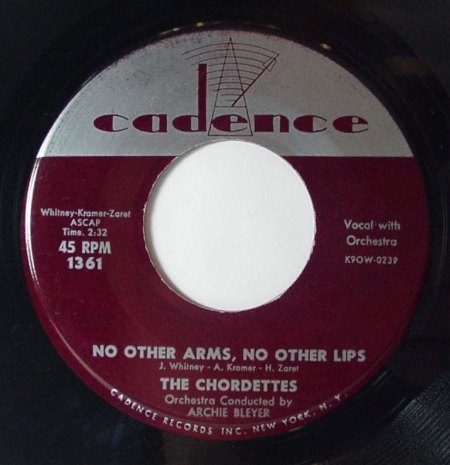 cadence
Whitney-Kramer-Zaret
ASCAP
Time. 2:32
45 RPM
1361
Vocal with
Orchestra
K9OW-0239
NO OTHER ARMS, NO OTHER LIPS
J. Whitney - A. Kramer - H. Zaret
THE CHORDETTES
Orchestra Conducted by
ARCHIE BLEYER
CADENCE RECORDS INC. NEW YORK, N.Y.